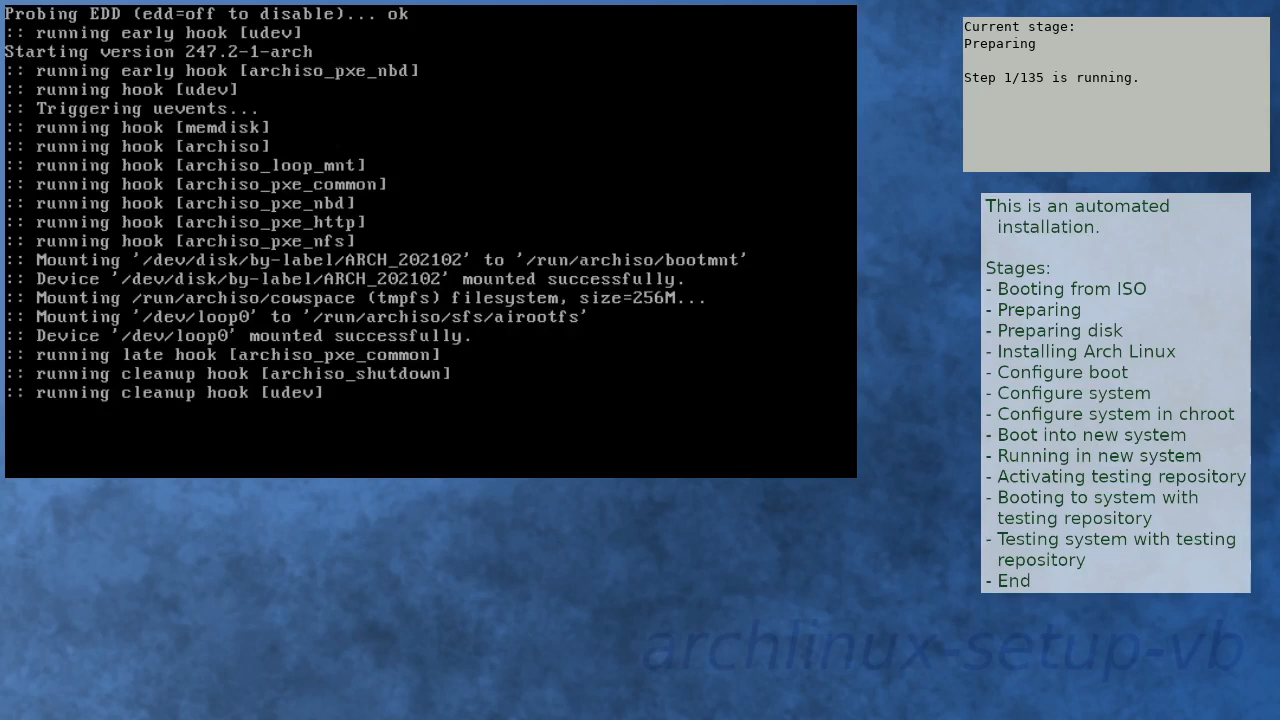 Probing EDD (edd=off to disable)... ok
:: running early hook [udev]
Starting version 247.2-1-arch
:: running early hook [archiso_pxe_nbd]
:: running hook [udev]
:: Triggering uevents...
:: running hook [memdisk]
:: running hook [archiso]
:: running hook [archiso_loop_mnt]
:: running hook [archiso_pxe_common]
:: running hook [archiso_pxe_nbd]
:: running hook [archiso_pxe_http]
:: running hook [archiso_pxe_nfs]
:: Mounting '/dev/disk/by-label/ARCH_202102' to '/run/archiso/bootmnt'
:: Device '/dev/disk/by-label/ARCH_202102' mounted successfully.
:: Mounting /run/archiso/cowspace (tmpfs) filesystem, size=256M...
:: Mounting '/dev/loop0' to '/run/archiso/sfs/airootfs'
:: Device '/dev/loop0' mounted successfully.
:: running late hook [archiso_pxe_common]
:: running cleanup hook [archiso_shutdown]
:: running cleanup hook [udev]
Current stage:
Preparing
Step 1/135 is running.
This is an automated
installation.
Stages:
- Booting from ISO
- Preparing
- Preparing disk
- Installing Arch Linux
- Configure boot
- Configure system
- Configure system in chroot
- Boot into new system
- Running in new system
- Activating testing repository
- Booting to system with
testing repository
- Testing system with testing
repository
- End
archlinux-setup-vb